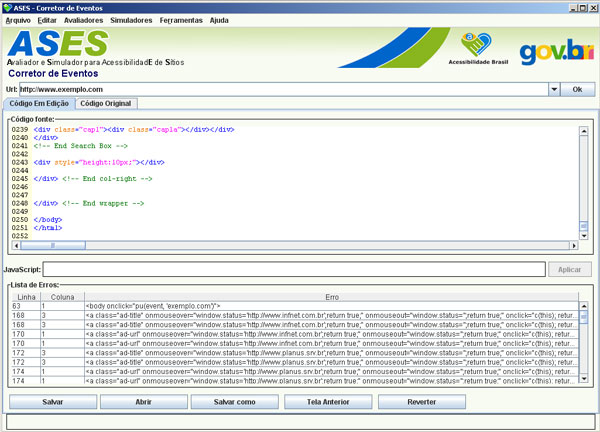 ASES - Corretor de Eventos
Arquivo Editar Avaliadores Simuladores Ferramentas Ajuda
ASES
Avaliador e Simulador para AcessibilidadE de Sítios
Acessibilidade Brasil
gov.br
Corretor de Eventos
Url: http://www.exemplo.com Ok
Código Em Edição Código Original
Código fonte:
0239 <div class="cap1"><div class="cap1a"></div></div>
0240 </div>
0241 <!-- End Search Box -->
0242
0243 <div style="height:10px;"></div>
0244
0245 </div> <!-- End col-right -->
0246
0247
0248 </div> <!-- End wrapper -->
0249
0250 </body>
0251 </html>
0252
JavaScript: Aplicar
Lista de Erros:
Linha Coluna Erro
63 1 <body onclick="pu(event, 'exemplo.com')">
168 3 <a class="ad-title" onmouseover="window.status='http://www.infnet.com.br';return true;" onmouseout="window.status='';return true;" onclick="c(this); retur...
168 3 <a class="ad-title" onmouseover="window.status='http://www.infnet.com.br';return true;" onmouseout="window.status='';return true;" onclick="c(this); retur...
170 1 <a class="ad-url" onmouseover="window.status='http://www.infnet.com.br';return true;" onmouseout="window.status='';return true;" onclick="c(this); return...
170 1 <a class="ad-url" onmouseover="window.status='http://www.infnet.com.br';return true;" onmouseout="window.status='';return true;" onclick="c(this); return...
172 3 <a class="ad-title" onmouseover="window.status='http://www.planus.srv.br';return true;" onmouseout="window.status='';return true;" onclick="c(this); retur...
172 3 <a class="ad-title" onmouseover="window.status='http://www.planus.srv.br';return true;" onmouseout="window.status='';return true;" onclick="c(this); retur...
174 1 <a class="ad-url" onmouseover="window.status='http://www.planus.srv.br';return true;" onmouseout="window.status='';return true;" onclick="c(this); retur...
174 1 <a class="ad-url" onmouseover="window.status='http://www.planus.srv.br';return true;" onmouseout="window.status='';return true;" onclick="c(this); retur...
Salvar Abrir Salvar como Tela Anterior Reverter